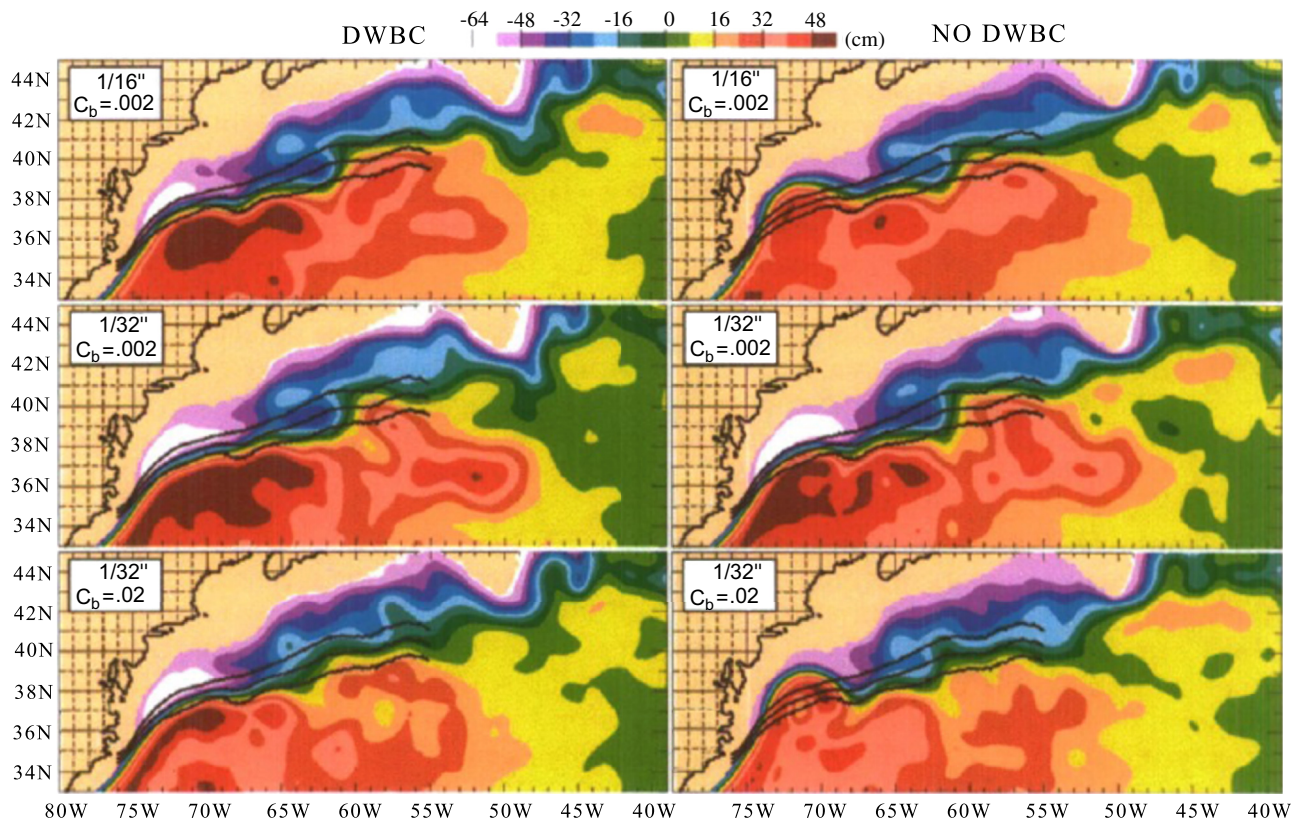 DWBC
-64 -48 -32 -16 0 16 32 48 (cm)
NO DWBC
44N
42N
40N
38N
36N
34N
1/16"
Cb=.002
1/16"
Cb=.002
44N
42N
40N
38N
36N
34N
1/32"
Cb=.002
1/32"
Cb=.002
44N
42N
40N
38N
36N
34N
1/32"
Cb=.02
1/32"
Cb=.02
80W 75W 70W 65W 60W 55W 50W 45W 40W
75W 70W 65W 60W 55W 50W 45W 40W